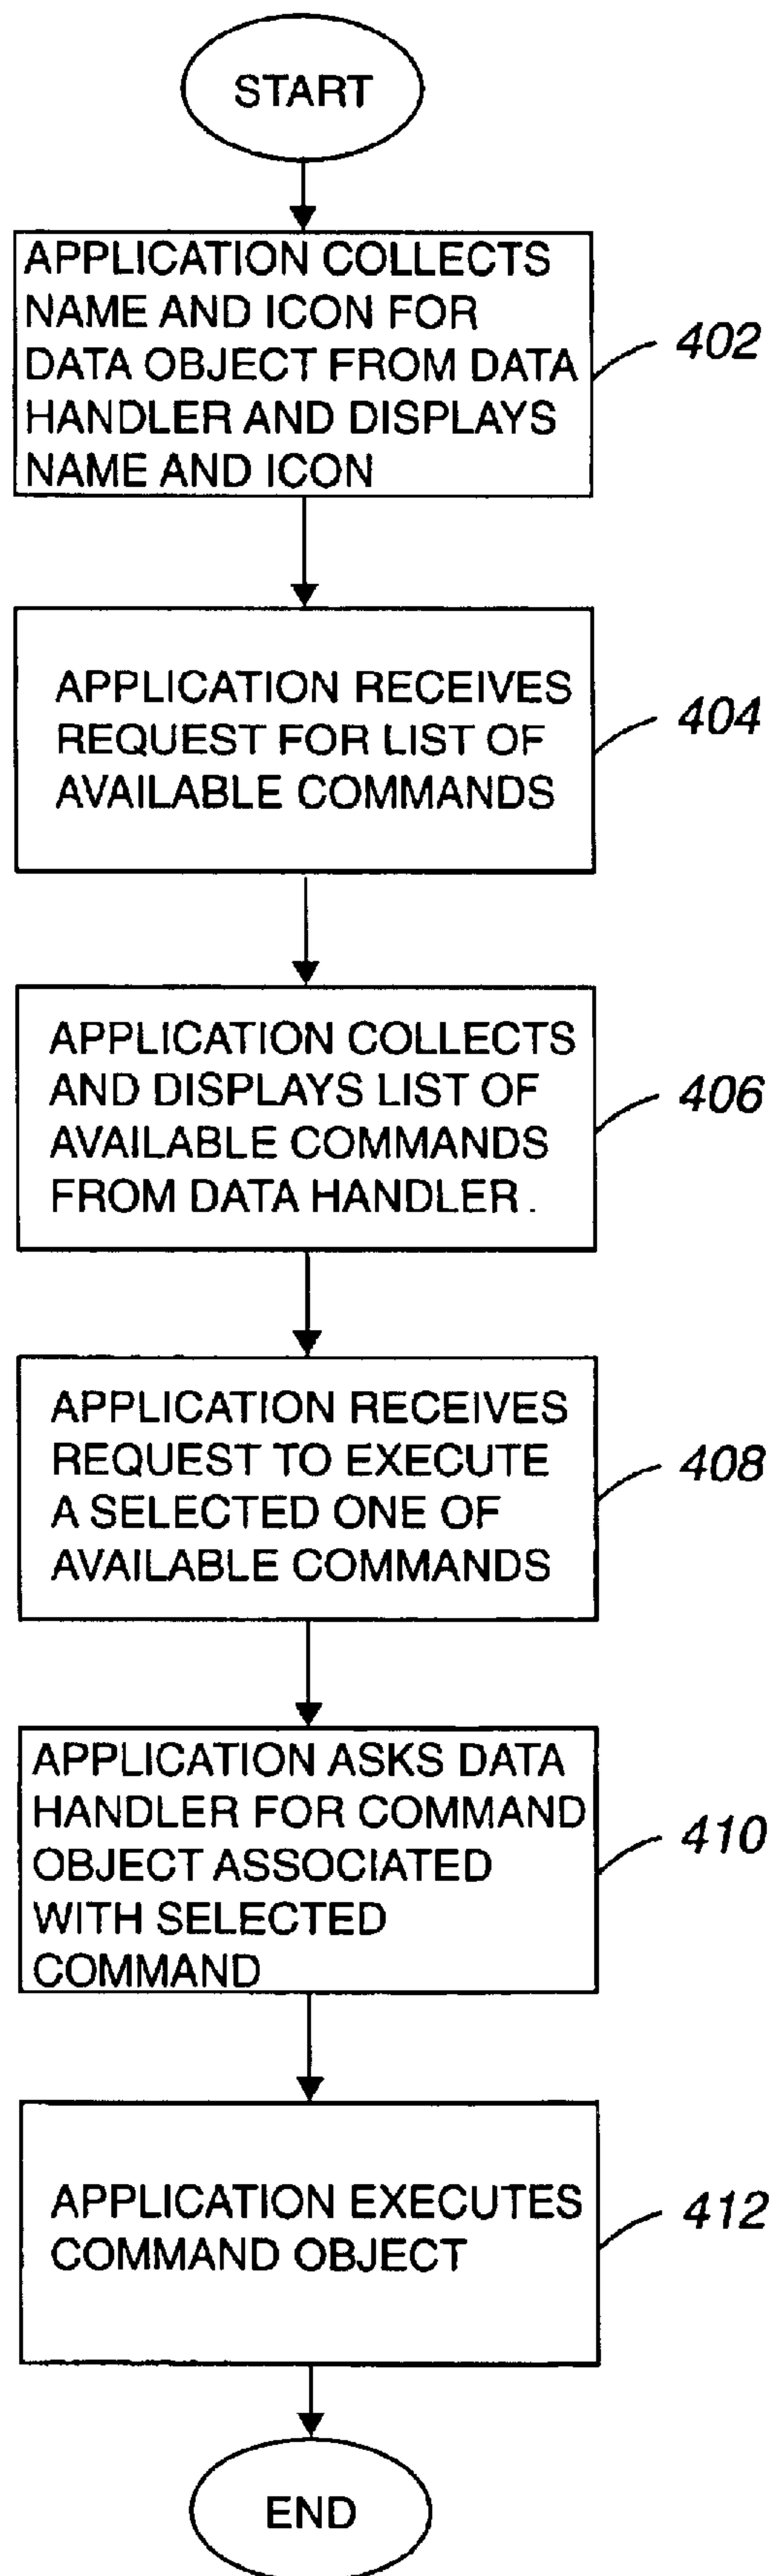 START
APPLICATION COLLECTS
NAME AND ICON FOR
DATA OBJECT FROM DATA
HANDLER AND DISPLAYS
NAME AND ICON
402
APPLICATION RECEIVES
REQUEST FOR LIST OF
AVAILABLE COMMANDS
404
APPLICATION COLLECTS
AND DISPLAYS LIST OF
AVAILABLE COMMANDS
FROM DATA HANDLER.
406
APPLICATION RECEIVES
REQUEST TO EXECUTE
A SELECTED ONE OF
AVAILABLE COMMANDS
408
APPLICATION ASKS DATA
HANDLER FOR COMMAND
OBJECT ASSOCIATED
WITH SELECTED
COMMAND
410
APPLICATION EXECUTES
COMMAND OBJECT
412
END